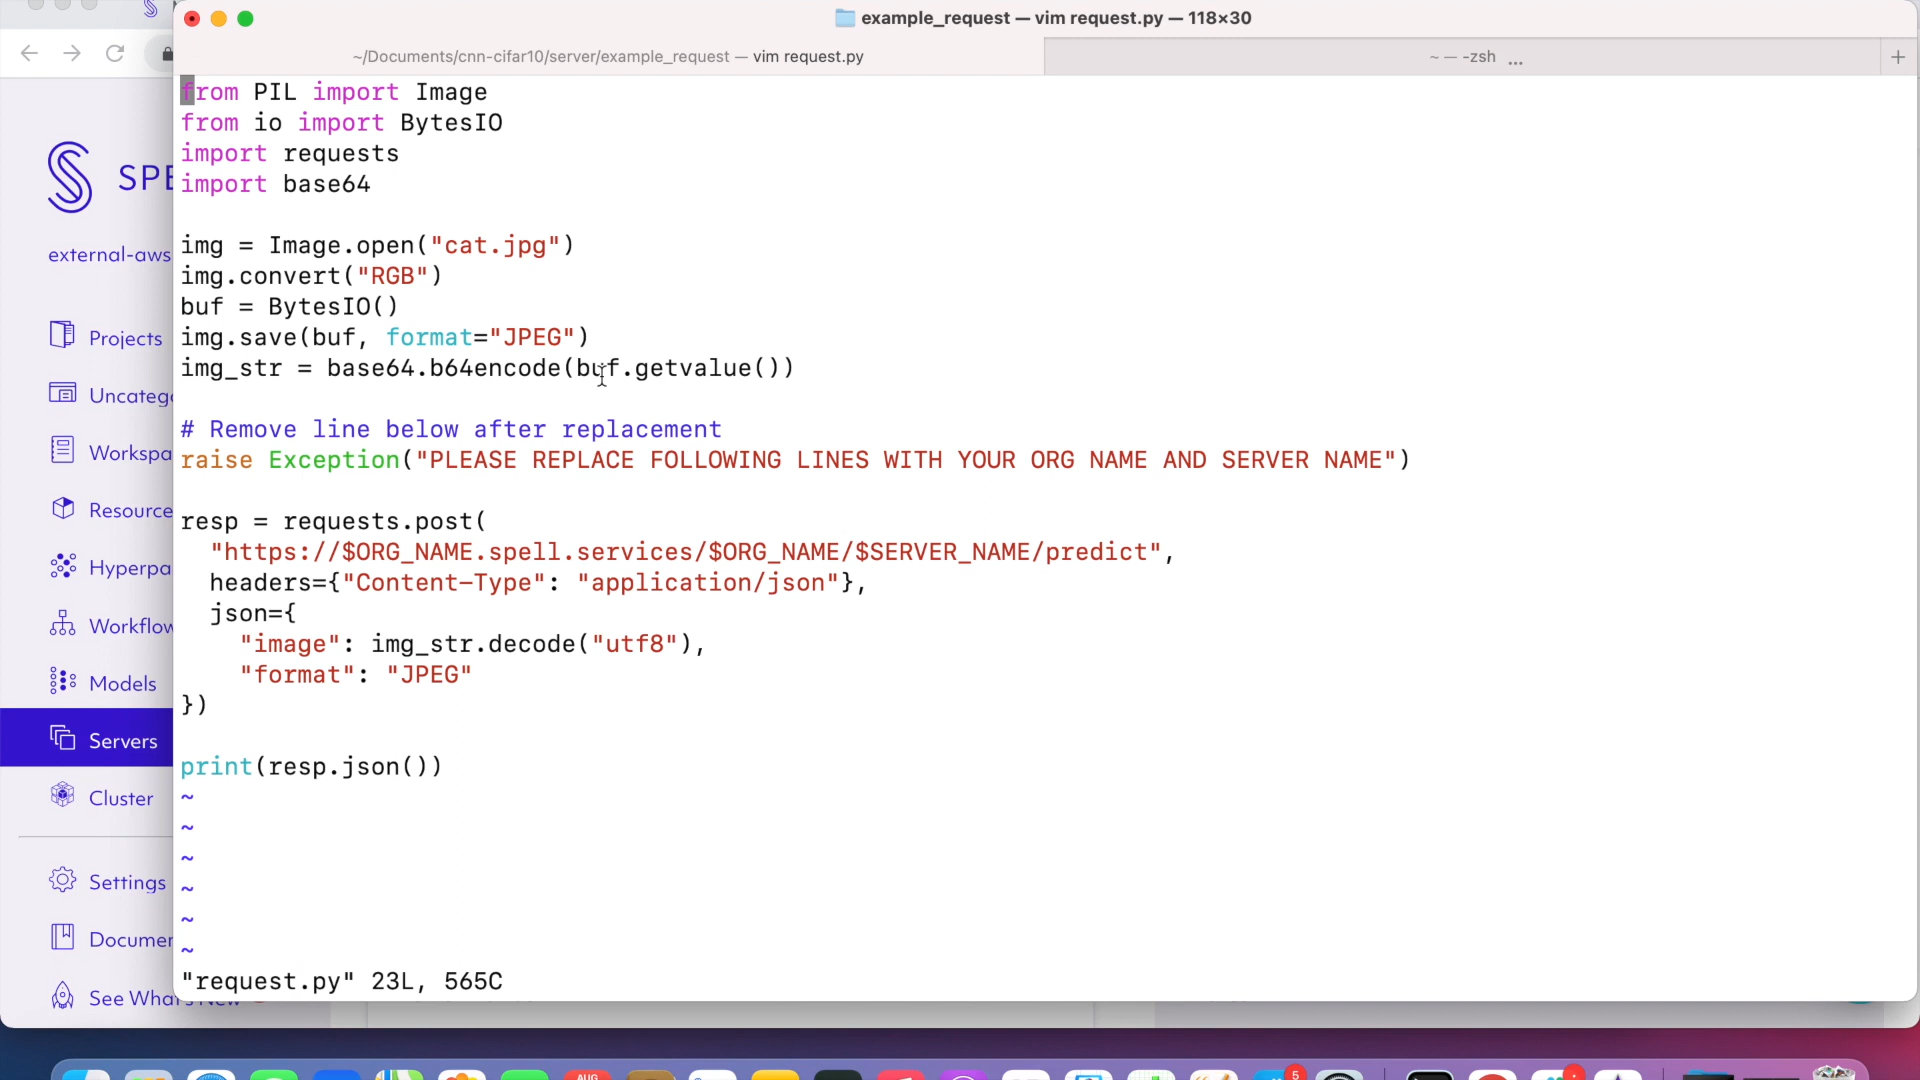 example_request — vim request.py — 118×30
~/Documents/cnn-cifar10/server/example_request — vim request.py
~ — -zsh ...
from PIL import Image
from io import BytesIO
import requests
import base64
img = Image.open("cat.jpg")
img.convert("RGB")
buf = BytesIO()
img.save(buf, format="JPEG")
img_str = base64.b64encode(buf.getvalue())
# Remove line below after replacement
raise Exception("PLEASE REPLACE FOLLOWING LINES WITH YOUR ORG NAME AND SERVER NAME")
resp = requests.post(
"https://$ORG_NAME.spell.services/$ORG_NAME/$SERVER_NAME/predict",
headers={"Content-Type": "application/json"},
json={
"image": img_str.decode("utf8"),
"format": "JPEG"
})
print(resp.json())
~
~
~
~
~
~
"request.py" 23L, 565C
SPE
external-aws
Projects
Uncateg
Workspa
Resource
Hyperpa
Workflow
Models
Servers
Cluster
Settings
Documen
See What's New
AUG
5